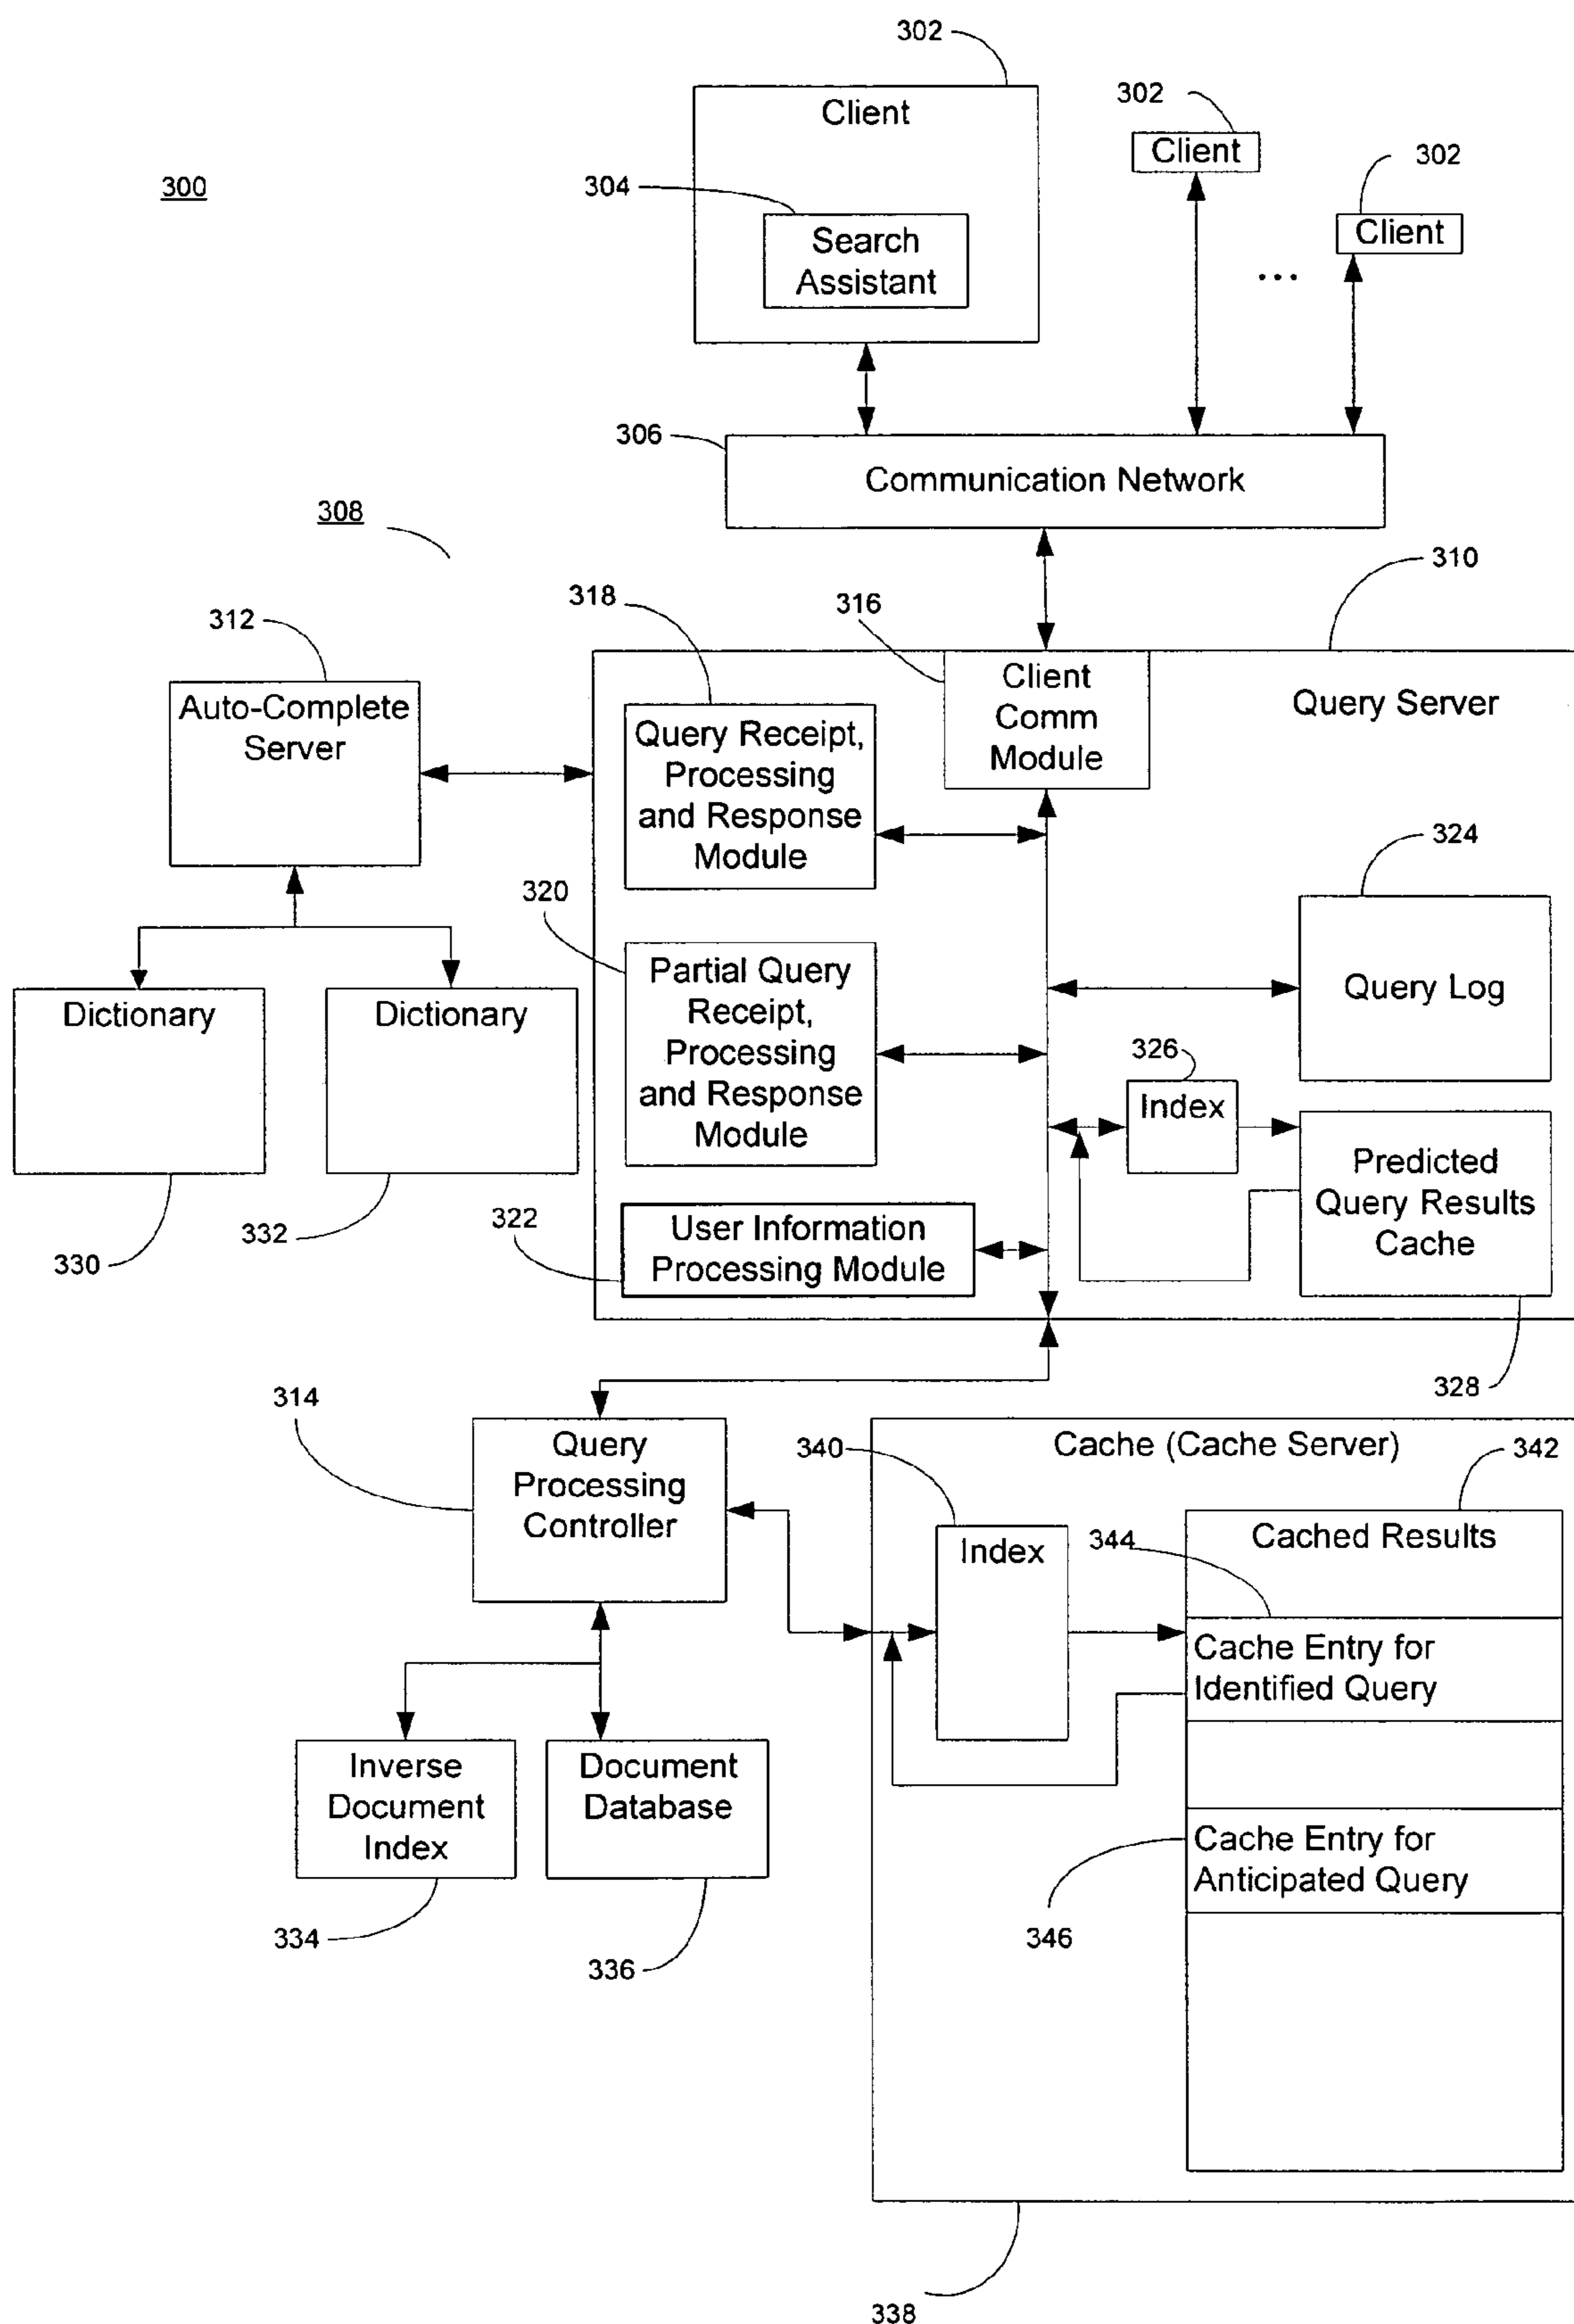 302
Client
302
Client
302
Client
300
304
Search
Assistant
...
306
Communication Network
308
310
312
318
316
Auto-Complete
Server
Client
Comm
Module
Query Server
Query Receipt,
Processing
and Response
Module
324
320
Query Log
Partial Query
Receipt,
Processing
and Response
Module
Dictionary
Dictionary
326
Index
Predicted
Query Results
Cache
322
User Information
Processing Module
330
332
328
314
Query
Processing
Controller
Cache (Cache Server)
340
342
Index
344
Cached Results
Cache Entry for
Identified Query
Inverse
Document
Index
Document
Database
Cache Entry for
Anticipated Query
334
336
346
338